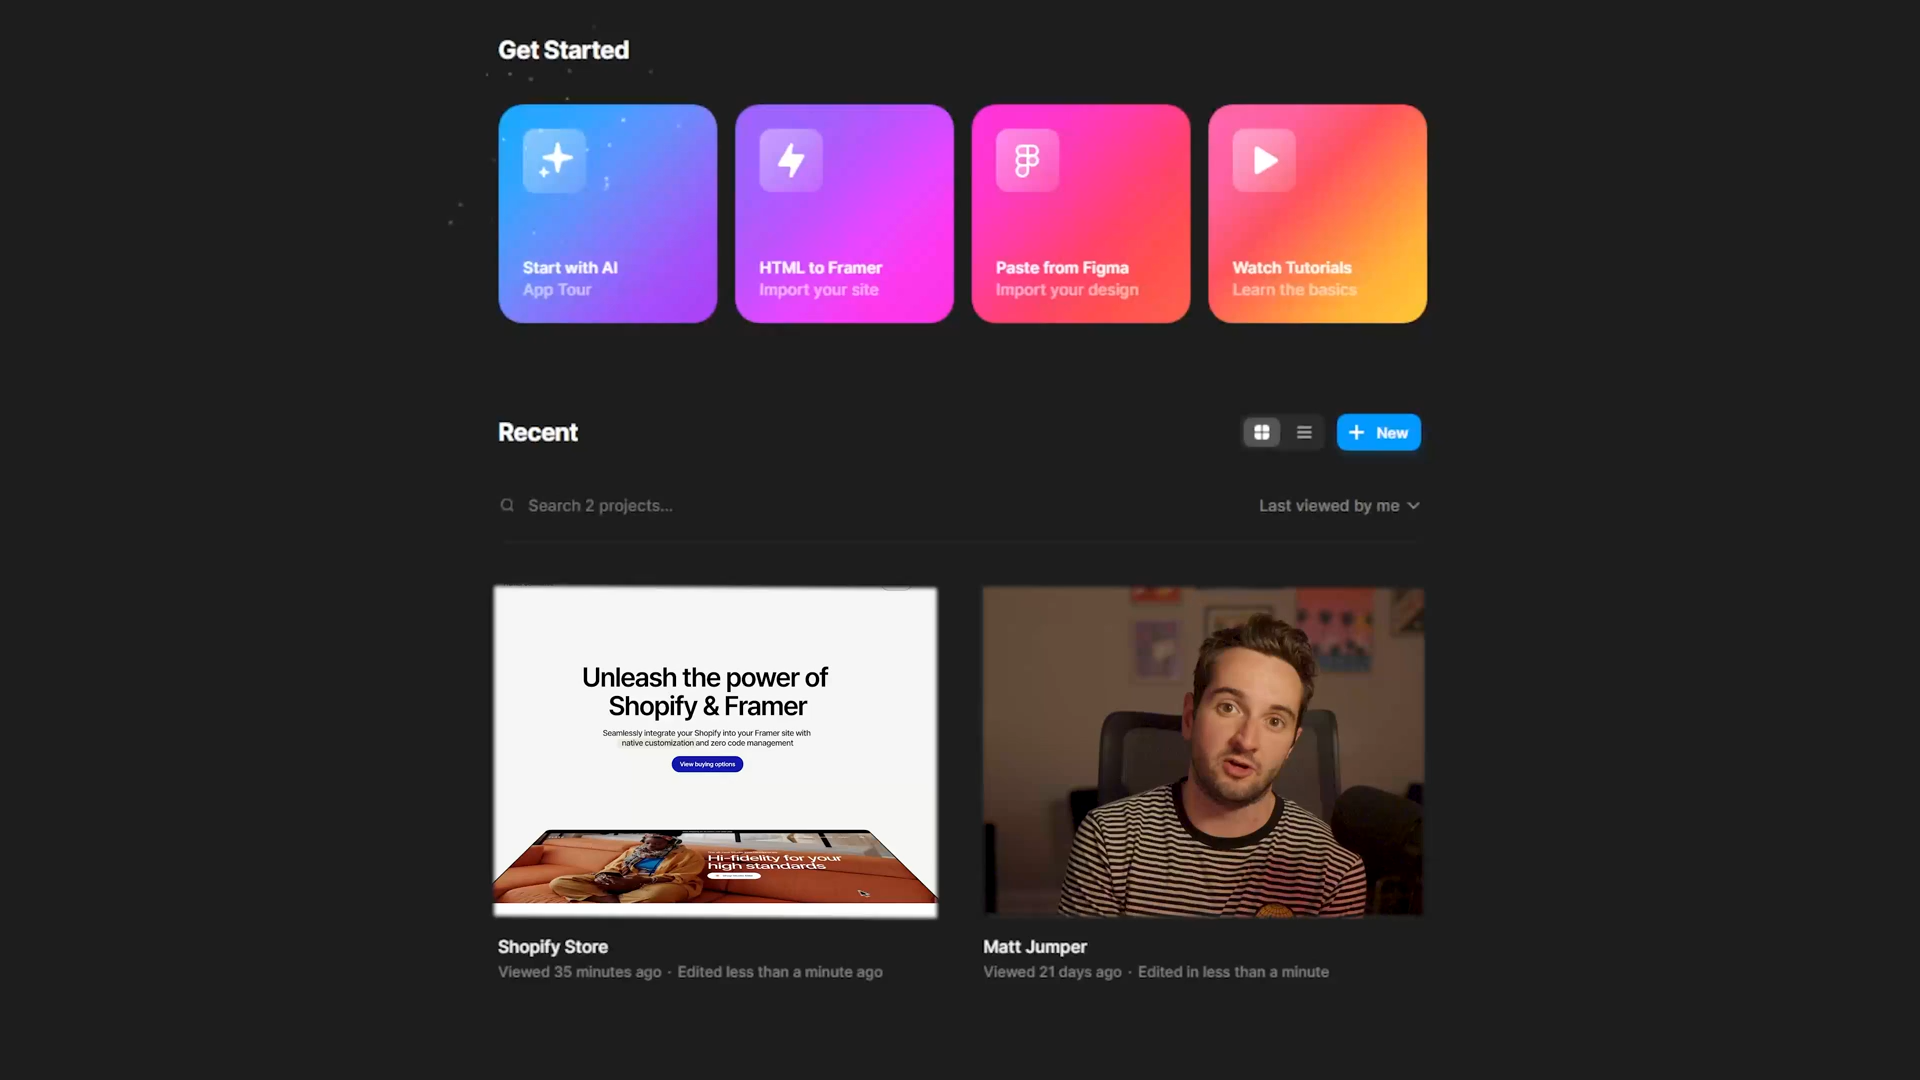 Get Started
Start with AI
App Tour
HTML to Framer
Import your site
Paste from Figma
Import your design
Watch Tutorials
Learn the basics
Recent
New
Search 2 projects...
Last viewed by me
Unleash the power of
Shopify & Framer
Seamlessly integrate your Shopify into your Framer site with
native customization and zero code management
View buying options
Hi-fidelity for your
high standards
Shopify Store
Viewed 35 minutes ago · Edited less than a minute ago
Matt Jumper
Viewed 21 days ago · Edited in less than a minute